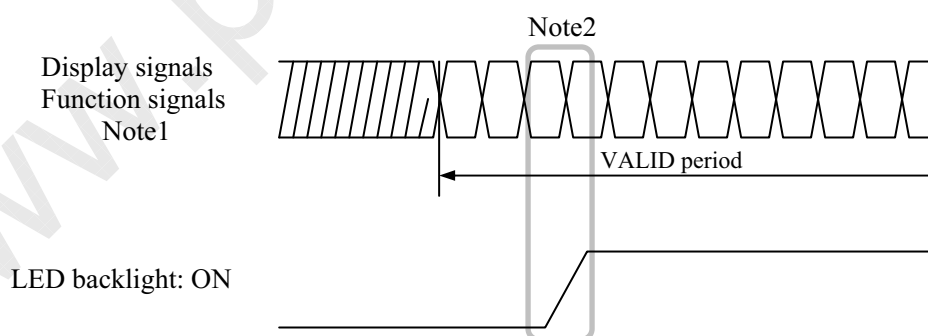 Note2
Display signals
Function signals
Note1
VALID period
LED backlight: ON